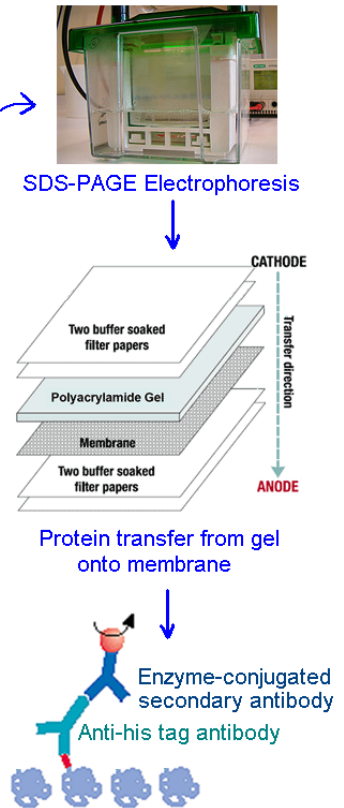 SDS-PAGE Electrophoresis
CATHODE
Two buffer soaked
filter papers
Transfer direction
Polyacrylamide Gel
Membrane
Two buffer soaked
filter papers
ANODE
Protein transfer from gel
onto membrane
Enzyme-conjugated
secondary antibody
Anti-his tag antibody